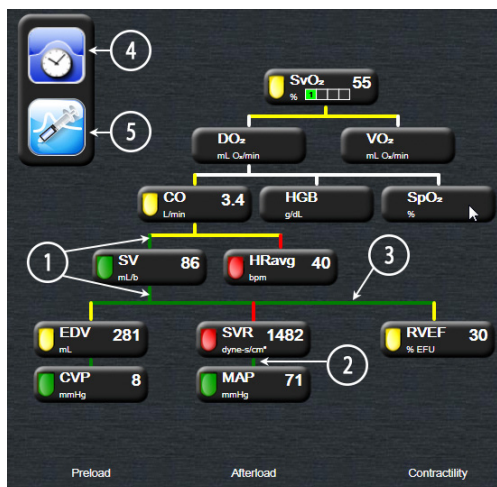 4
5
SvO₂ 55
% 1
DO₂ VO₂
mL O₂/min mL O₂/min
CO 3.4 HGB SpO₂
L/min g/dL %
1
3
SV 86 HRavg 40
mL/b bpm
EDV 281 SVR 1482 RVEF 30
mL dyne-s/cm⁵ % EFU
2
CVP 8 MAP 71
mmHg mmHg
Preload Afterload Contractility